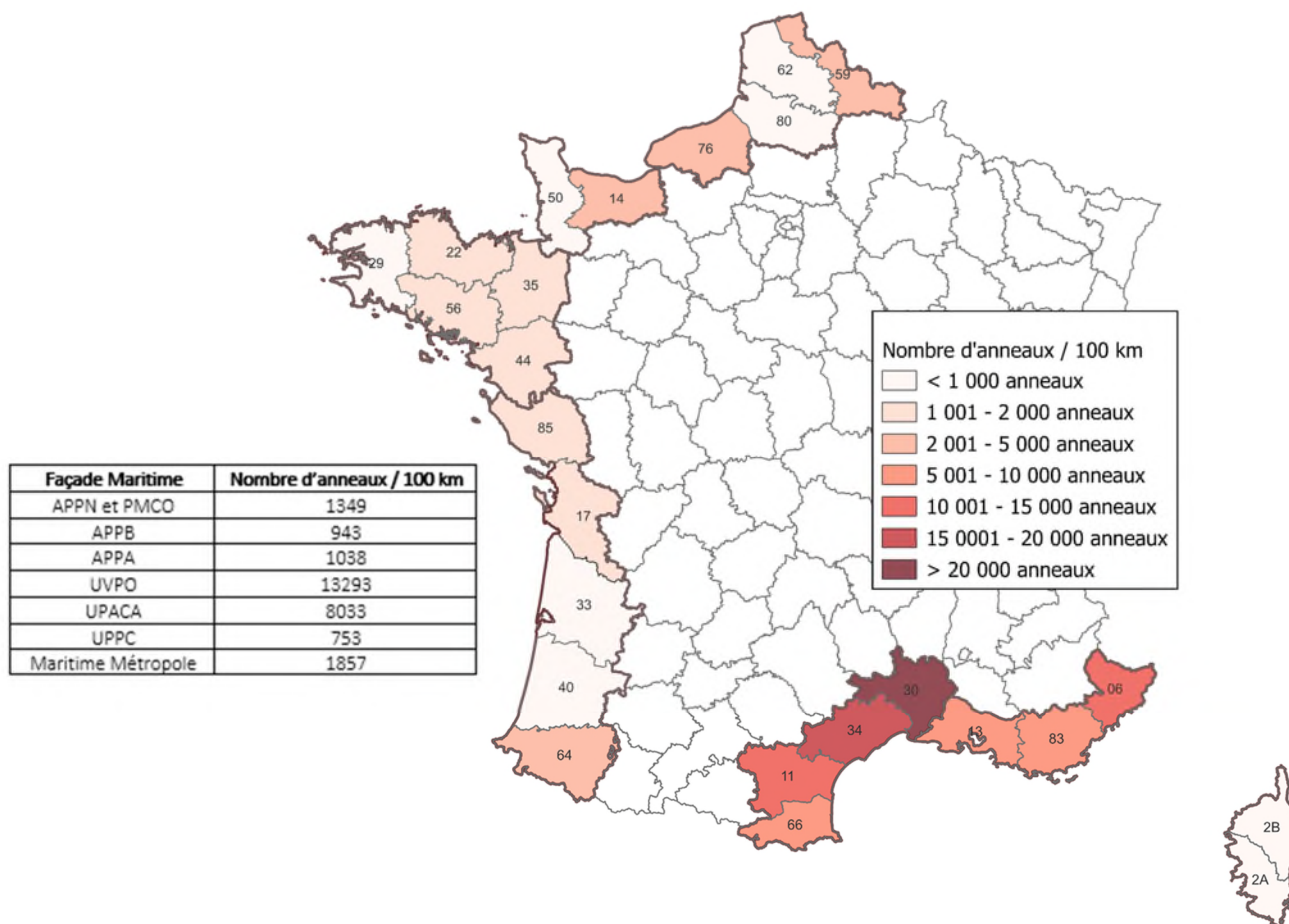 62
59
80
76
50
14
29
22
35
56
44
85
17
33
40
64
30
34
11
66
13
83
06
2B
2A
Nombre d'anneaux / 100 km
< 1 000 anneaux
1 001 - 2 000 anneaux
2 001 - 5 000 anneaux
5 001 - 10 000 anneaux
10 001 - 15 000 anneaux
15 0001 - 20 000 anneaux
> 20 000 anneaux
Façade Maritime Nombre d’anneaux / 100 km
APPN et PMCO 1349
APPB 943
APPA 1038
UVPO 13293
UPACA 8033
UPPC 753
Maritime Métropole 1857